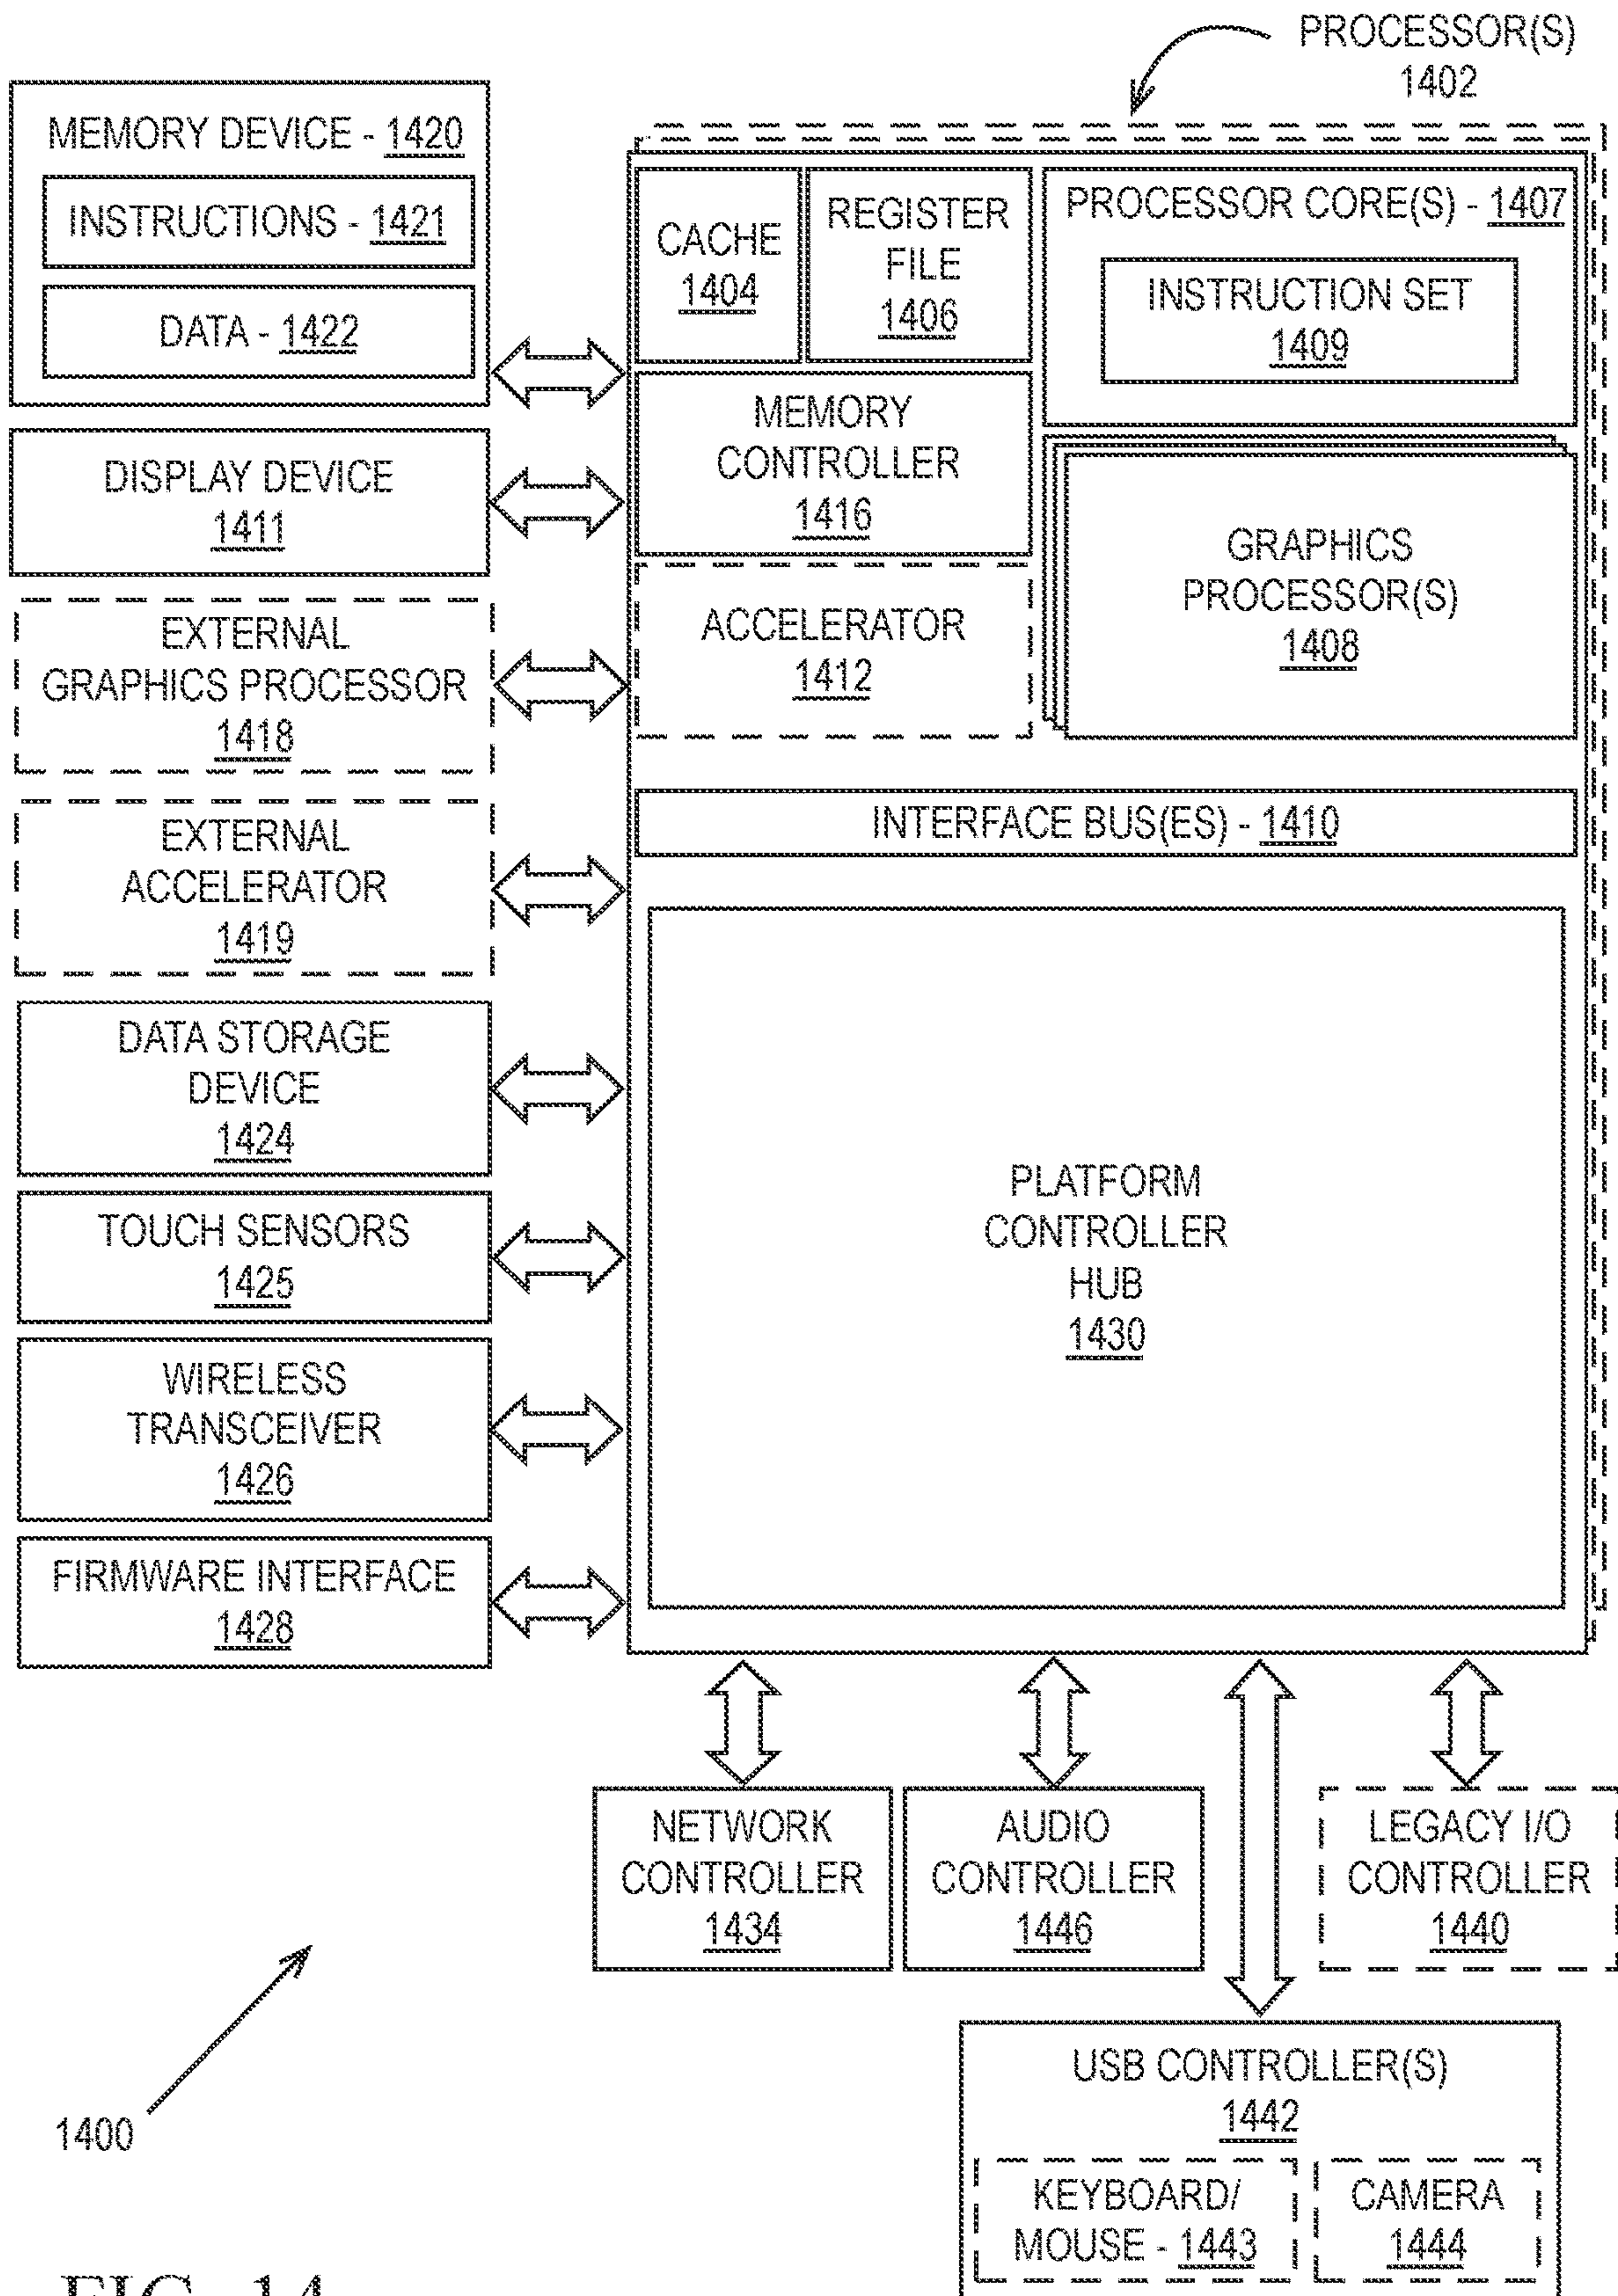 PROCESSOR(S)
1402
MEMORY DEVICE - 1420
INSTRUCTIONS - 1421
DATA - 1422
DISPLAY DEVICE
1411
EXTERNAL
GRAPHICS PROCESSOR
1418
EXTERNAL
ACCELERATOR
1419
DATA STORAGE
DEVICE
1424
TOUCH SENSORS
1425
WIRELESS
TRANSCEIVER
1426
FIRMWARE INTERFACE
1428
CACHE
1404
REGISTER
FILE
1406
PROCESSOR CORE(S) - 1407
INSTRUCTION SET
1409
MEMORY
CONTROLLER
1416
ACCELERATOR
1412
GRAPHICS
PROCESSOR(S)
1408
INTERFACE BUS(ES) - 1410
PLATFORM
CONTROLLER
HUB
1430
NETWORK
CONTROLLER
1434
AUDIO
CONTROLLER
1446
LEGACY I/O
CONTROLLER
1440
USB CONTROLLER(S)
1442
KEYBOARD/
MOUSE - 1443
CAMERA
1444
1400
FIG. 14